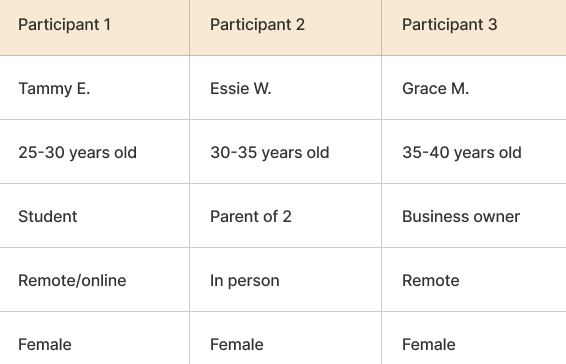 Participant 1 Participant 2 Participant 3
Tammy E. Essie W. Grace M.
25-30 years old 30-35 years old 35-40 years old
Student Parent of 2 Business owner
Remote/online In person Remote
Female Female Female